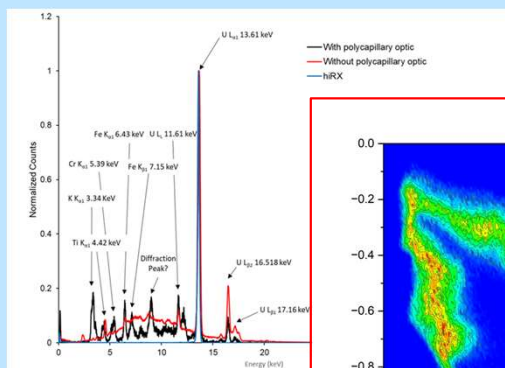 1.2
1
0.8
0.6
0.4
0.2
0
Normalized Counts
U Lα1 13.61 keV
With polycapillary optic
Without polycapillary optic
hiRX
Fe Kα1 6.43 keV
U LL 11.61 keV
Cr Kα1 5.39 keV
Fe Kβ1 7.15 keV
K Kα1 3.34 KeV
Ti Kα1 4.42 keV
Diffraction
Peak?
U Lβ2 16.518 keV
U Lβ1 17.16 keV
0 5 10 15 20
Energy (keV)
0.0
−0.2
−0.4
−0.6
−0.8